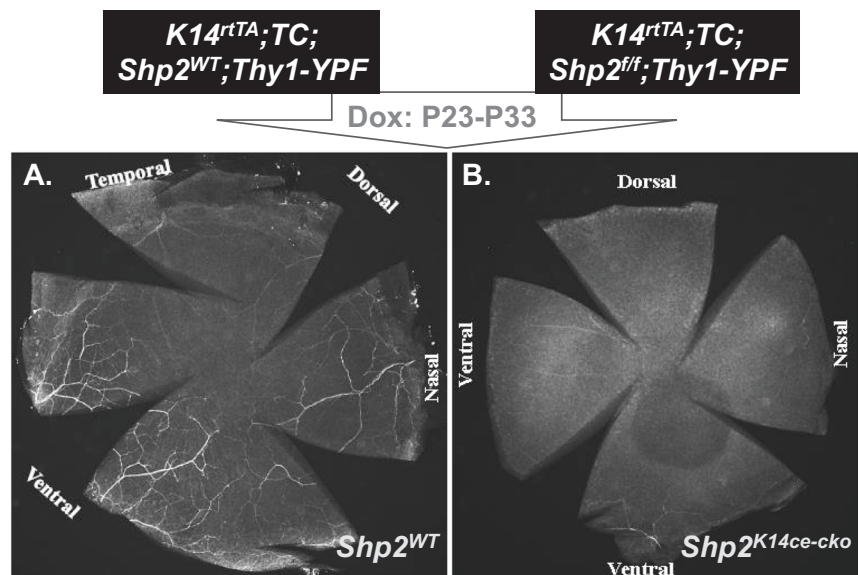 K14rtTA;TC;
Shp2WT;Thy1-YPF
K14rtTA;TC;
Shp2f/f;Thy1-YPF
Dox: P23-P33
A.
Temporal
Dorsal
Nasal
Ventral
Shp2WT
B.
Dorsal
Ventral
Nasal
Shp2K14ce-cko
Ventral